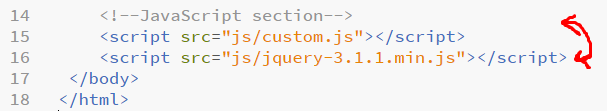 14 <!--JavaScript section-->
15 <script src="js/custom.js"></script>
16 <script src="js/jquery-3.1.1.min.js"></script>
17 </body>
18 </html>